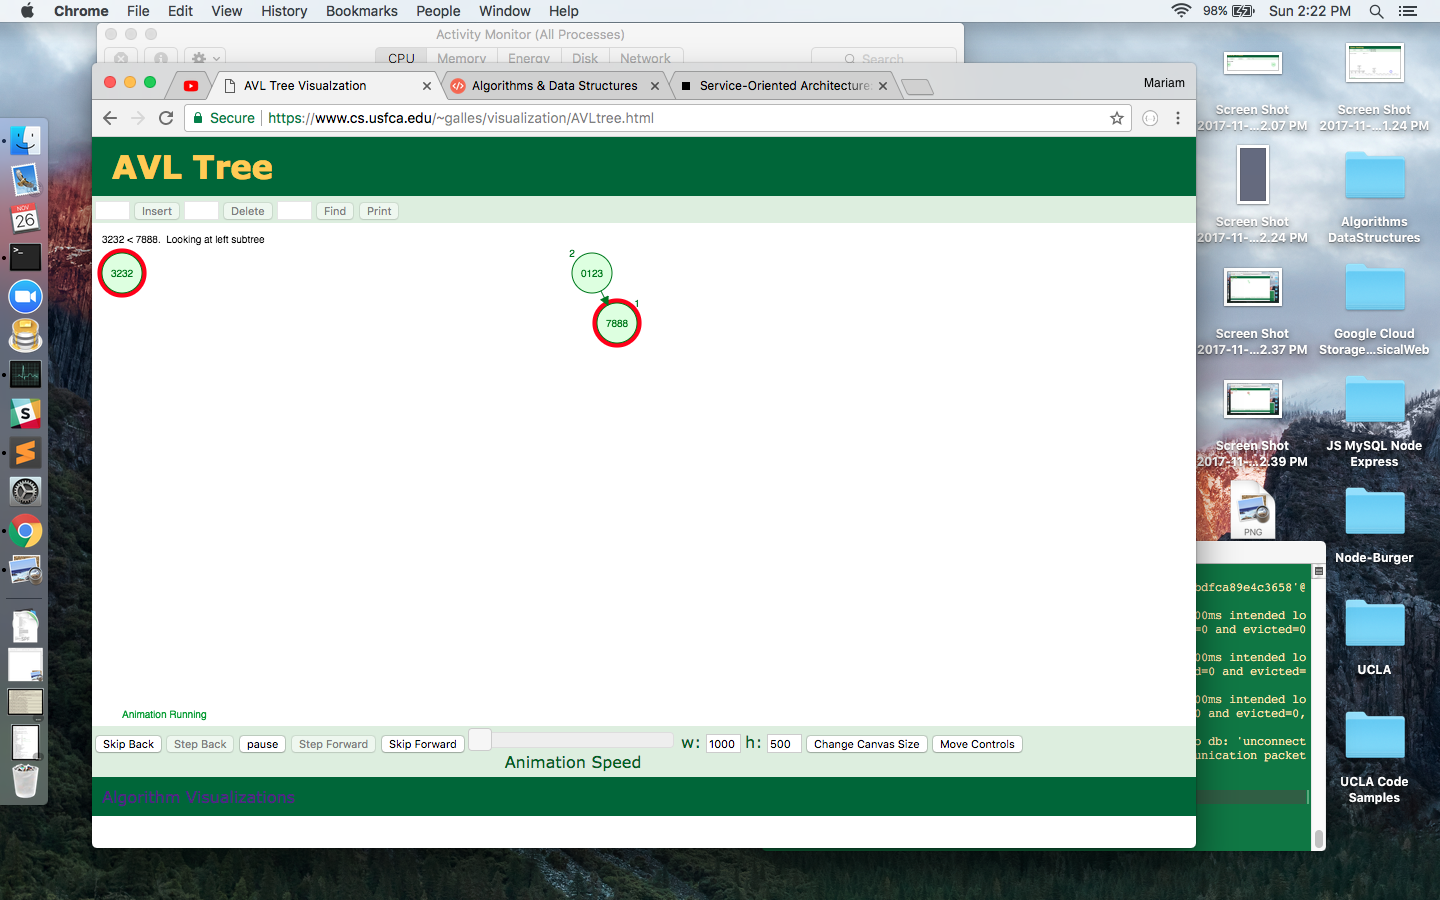 Chrome File Edit View History Bookmarks People Window Help 98% Sun 2:22 PM
Activity Monitor (All Processes)
CPU Memory Energy Disk Network Search
AVL Tree Visualzation Algorithms & Data Structures Service-Oriented Architecture: Mariam
Secure https://www.cs.usfca.edu/~galles/visualization/AVLtree.html
AVL Tree
Insert Delete Find Print
3232 < 7888. Looking at left subtree
3232
2
0123
1
7888
Animation Running
Skip Back Step Back pause Step Forward Skip Forward w: 1000 h: 500 Change Canvas Size Move Controls
Animation Speed
Algorithm Visualizations
NOV
26
S
Screen Shot
2017-11-...2.07 PM
Screen Shot
2017-11-...1.24 PM
Screen Shot
2017-11-...2.24 PM
Algorithms
DataStructures
Screen Shot
2017-11-...2.37 PM
Google Cloud
Storage...sicalWeb
Screen Shot
2017-11-...2.39 PM
JS MySQL Node
Express
PNG
Node-Burger
UCLA
UCLA Code
Samples
odfca89e4c3658'@
00ms intended lo
=0 and evicted=0
00ms intended lo
d=0 and evicted=
00ms intended lo
0 and evicted=0,
o db: 'unconnect
unication packet